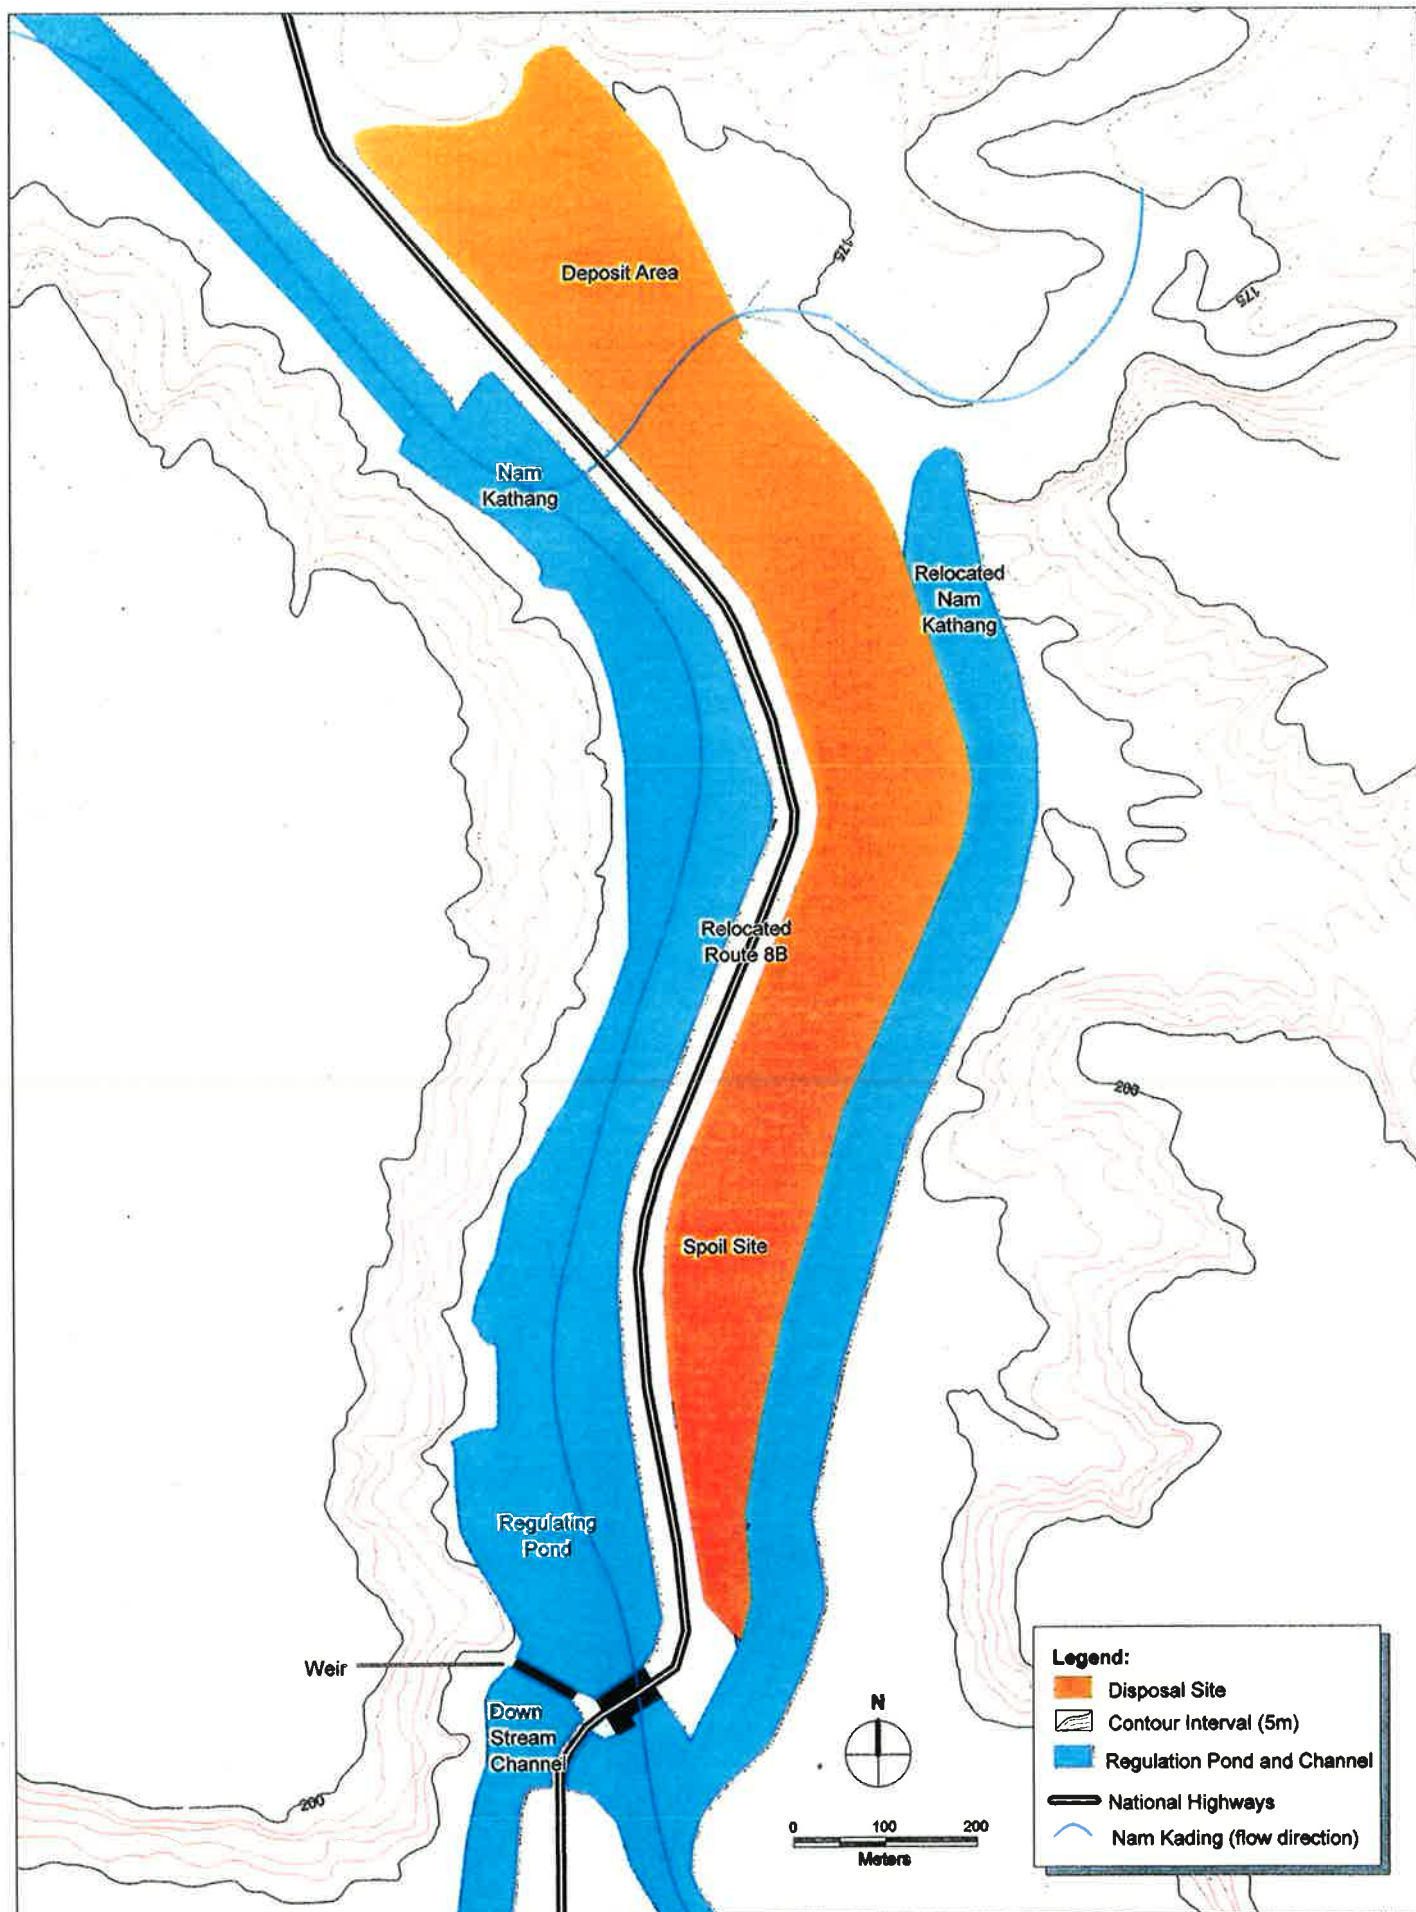 125
175
Deposit Area
Nam
Kathang
Relocated
Nam
Kathang
Relocated
Route 8B
200
Spoil Site
Regulating
Pond
Weir
Down
Stream
Channel
200
N
0 100 200
Meters
Legend:
Disposal Site
Contour Interval (5m)
Regulation Pond and Channel
National Highways
Nam Kading (flow direction)